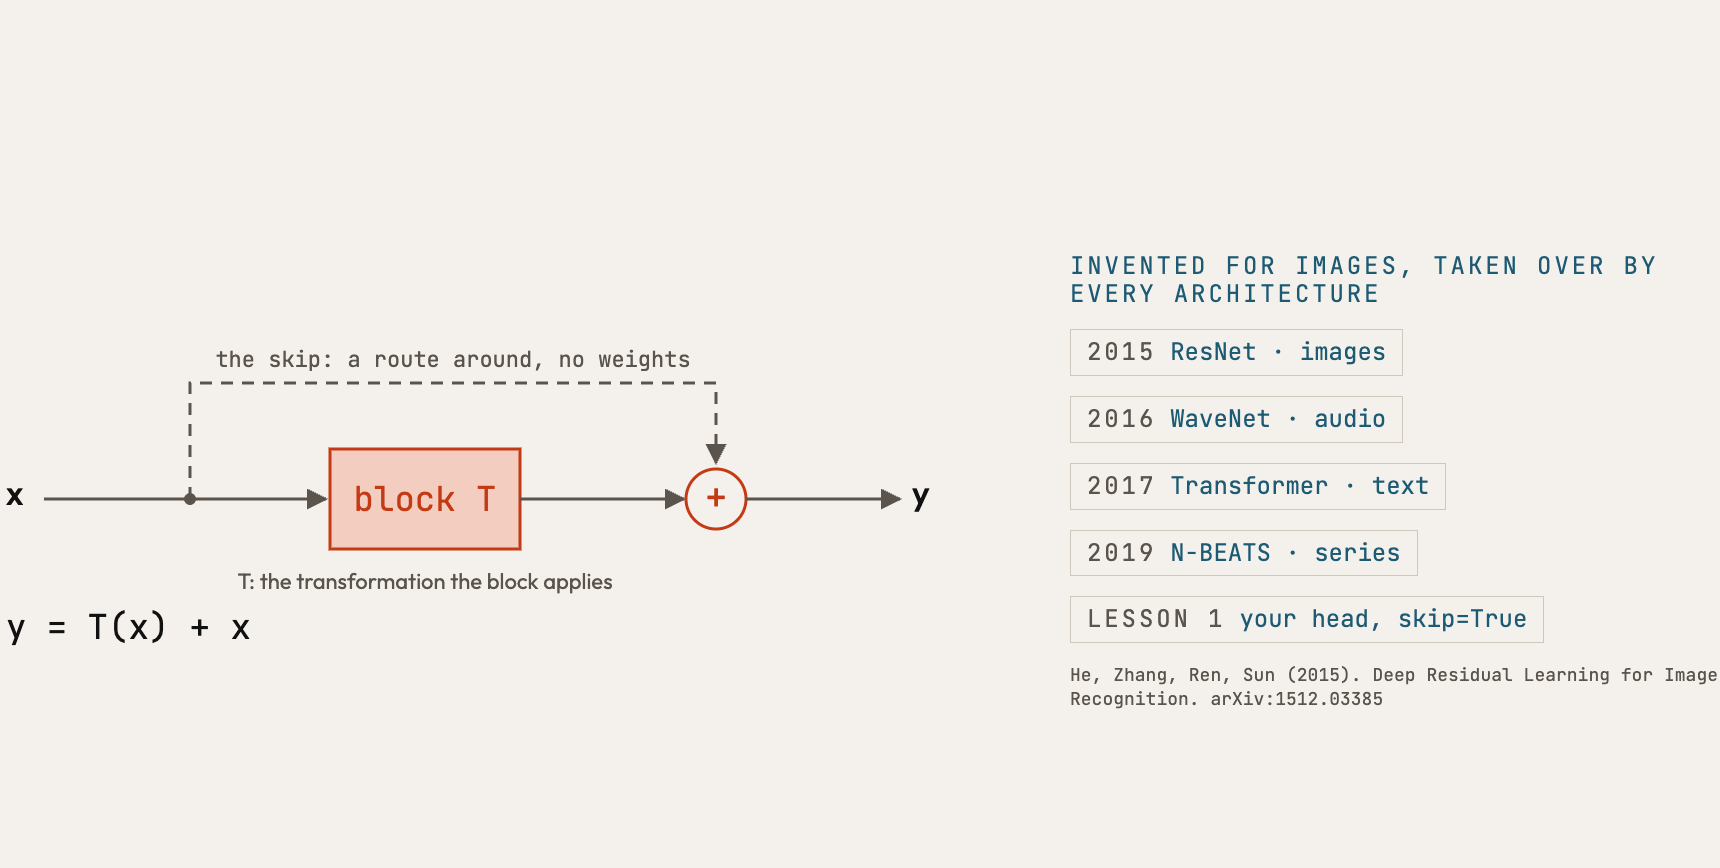 the skip: a route around, no weights
x
block T
+
y
T: the transformation the block applies
y = T(x) + x
INVENTED FOR IMAGES, TAKEN OVER BY
EVERY ARCHITECTURE
2015 ResNet · images
2016 WaveNet · audio
2017 Transformer · text
2019 N-BEATS · series
LESSON 1 your head, skip=True
He, Zhang, Ren, Sun (2015). Deep Residual Learning for Image
Recognition. arXiv:1512.03385